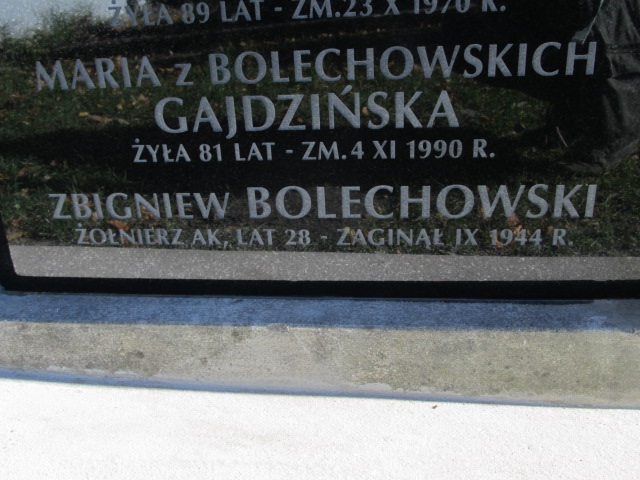 ŻYŁA 89 LAT - ZM.23 X 1970 R.
MARIA z BOLECHOWSKICH
GAJDZIŃSKA
ŻYŁA 81 LAT - ZM.4 XI 1990 R.
ZBIGNIEW BOLECHOWSKI
ŻOŁNIERZ AK, LAT 28 - ZAGINĄŁ IX 1944 R.